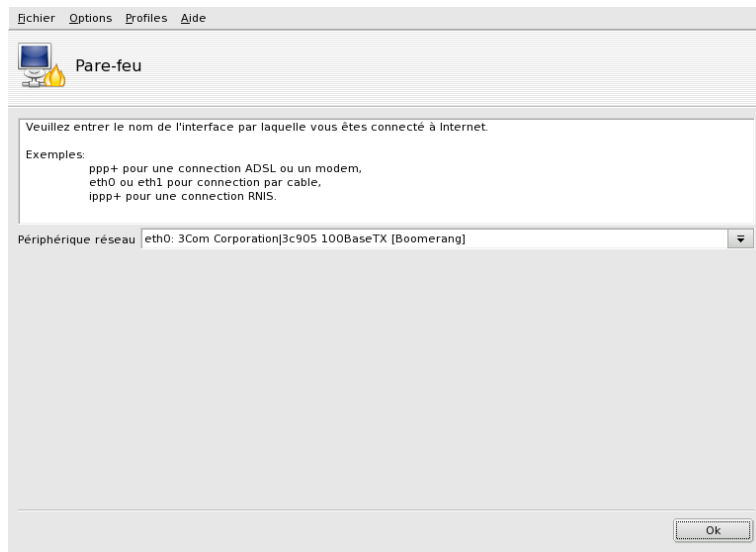 Fichier Options Profiles Aide
Pare-feu
Veuillez entrer le nom de l'interface par laquelle vous êtes connecté à Internet.
Exemples:
ppp+ pour une connection ADSL ou un modem,
eth0 ou eth1 pour connection par cable,
ippp+ pour une connection RNIS.
Périphérique réseau eth0: 3Com Corporation|3c905 100BaseTX [Boomerang]
Ok